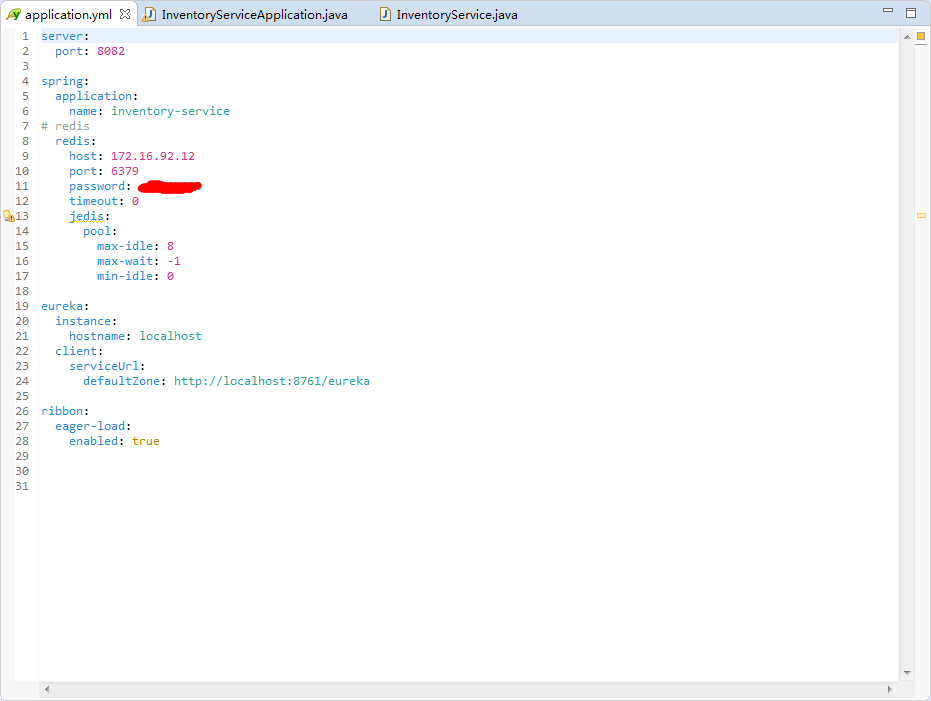 application.yml InventoryServiceApplication.java InventoryService.java
1 server:
2   port: 8082
3
4 spring:
5   application:
6     name: inventory-service
7 # redis
8   redis:
9     host: 172.16.92.12
10     port: 6379
11     password:
12     timeout: 0
13     jedis:
14       pool:
15         max-idle: 8
16         max-wait: -1
17         min-idle: 0
18
19 eureka:
20   instance:
21     hostname: localhost
22   client:
23     serviceUrl:
24       defaultZone: http://localhost:8761/eureka
25
26 ribbon:
27   eager-load:
28     enabled: true
29
30
31